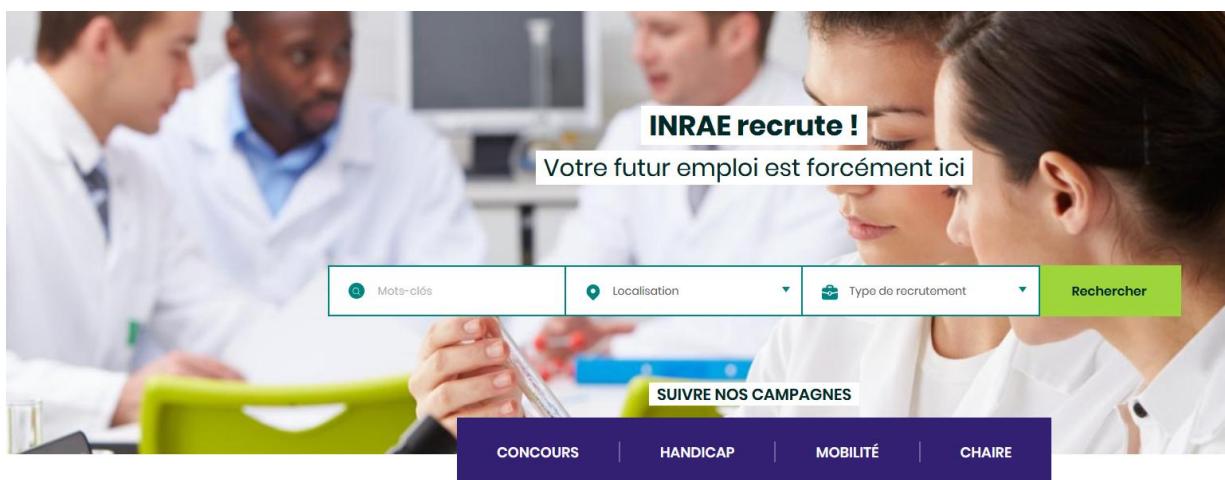 INRAE recrute !
Votre futur emploi est forcément ici
Mots-clés
Localisation
Type de recrutement
Rechercher
SUIVRE NOS CAMPAGNES
CONCOURS
HANDICAP
MOBILITÉ
CHAIRE